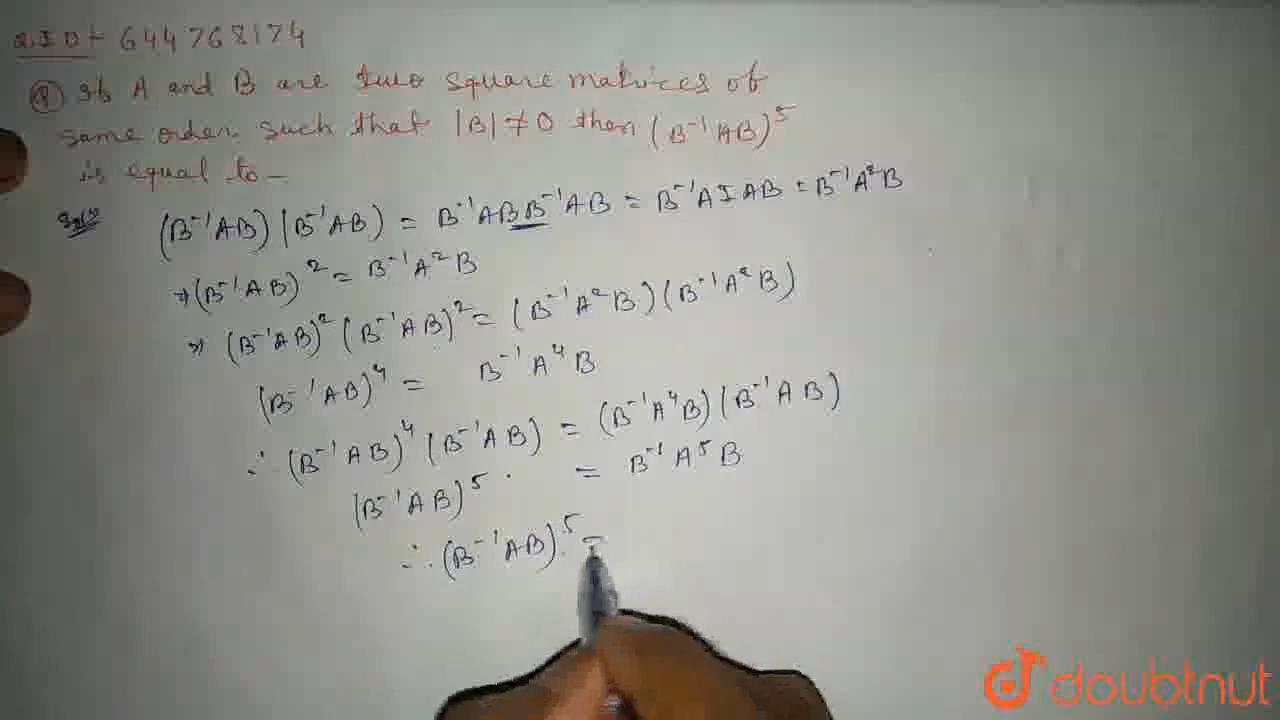 Q.ID - 644768174
Q) If A and B are two square matrices of
same order such that |B| ≠ 0 then (B⁻¹AB)⁵
is equal to -
Solⁿ (B⁻¹AB)(B⁻¹AB) = B⁻¹ABB⁻¹AB = B⁻¹AIAB = B⁻¹A²B
⇒ (B⁻¹AB)² = B⁻¹A²B
⇒ (B⁻¹AB)²(B⁻¹AB)² = (B⁻¹A²B)(B⁻¹A²B)
(B⁻¹AB)⁴ = B⁻¹A⁴B
∴ (B⁻¹AB)⁴(B⁻¹AB) = (B⁻¹A⁴B)(B⁻¹AB)
(B⁻¹AB)⁵ = B⁻¹A⁵B
∴ (B⁻¹AB)⁵ =
doubtnut